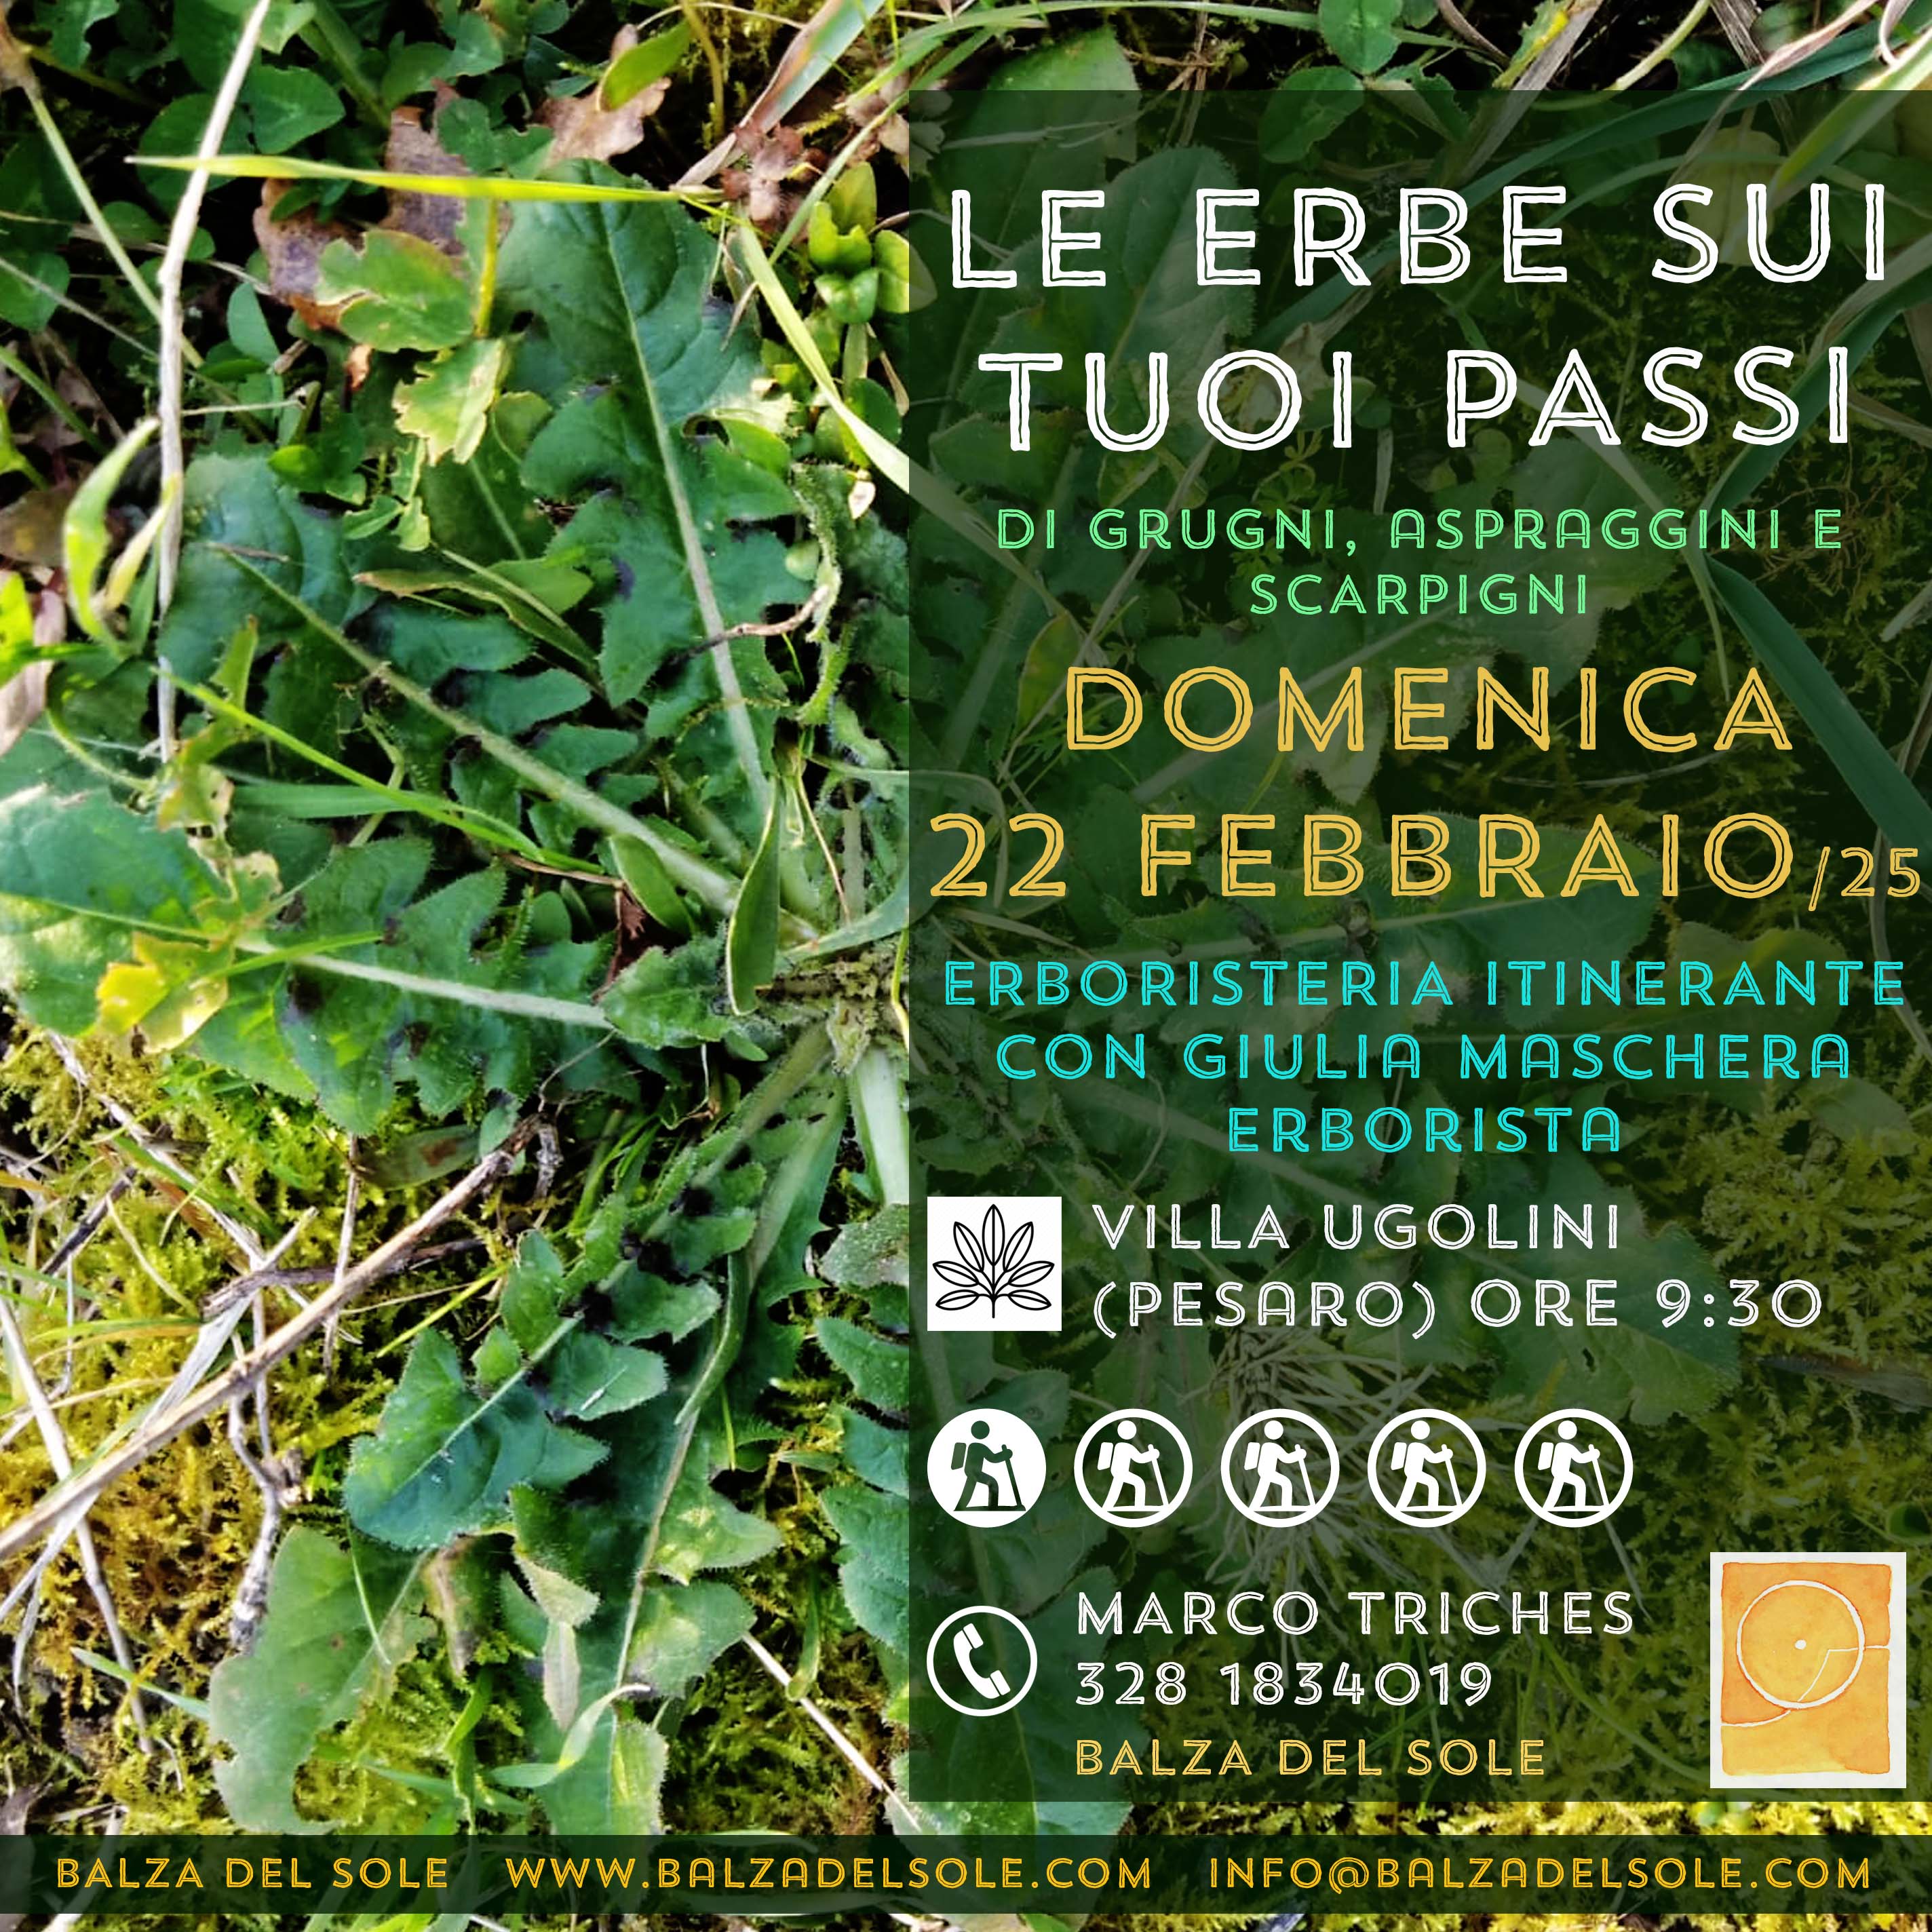 LE ERBE SUI
TUOI PASSI
DI GRUGNI, ASPRAGGINI E
SCARPIGNI
DOMENICA
22 FEBBRAIO/25
ERBORISTERIA ITINERANTE
CON GIULIA MASCHERA
ERBORISTA
VILLA UGOLINI
(PESARO) ORE 9:30
MARCO TRICHES
328 1834019
BALZA DEL SOLE
BALZA DEL SOLE WWW.BALZADELSOLE.COM INFO@BALZADELSOLE.COM